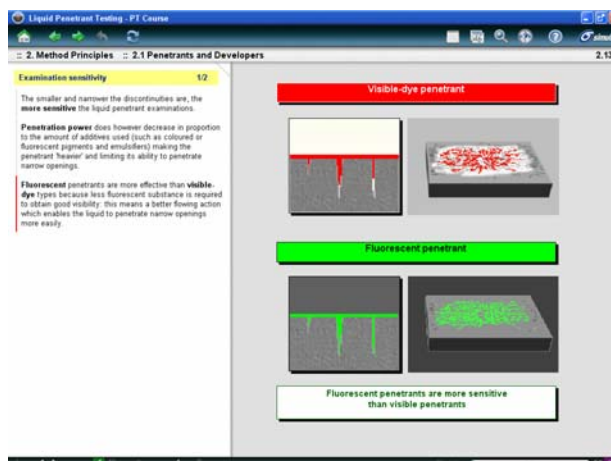 Liquid Penetrant Testing - PT Course
:: 2. Method Principles :: 2.1 Penetrants and Developers
2.13
Examination sensitivity 1/2
The smaller and narrower the discontinuities are, the
more sensitive the liquid penetrant examinations.
Penetration power does however decrease in proportion
to the amount of additives used (such as coloured or
fluorescent pigments and emulsifiers) making the
penetrant 'heavier' and limiting its ability to penetrate
narrow openings.
Fluorescent penetrants are more effective than visible-
dye types because less fluorescent substance is required
to obtain good visibility: this means a better flowing action
which enables the liquid to penetrate narrow openings
more easily.
Visible-dye penetrant
Fluorescent penetrant
Fluorescent penetrants are more sensitive
than visible penetrants